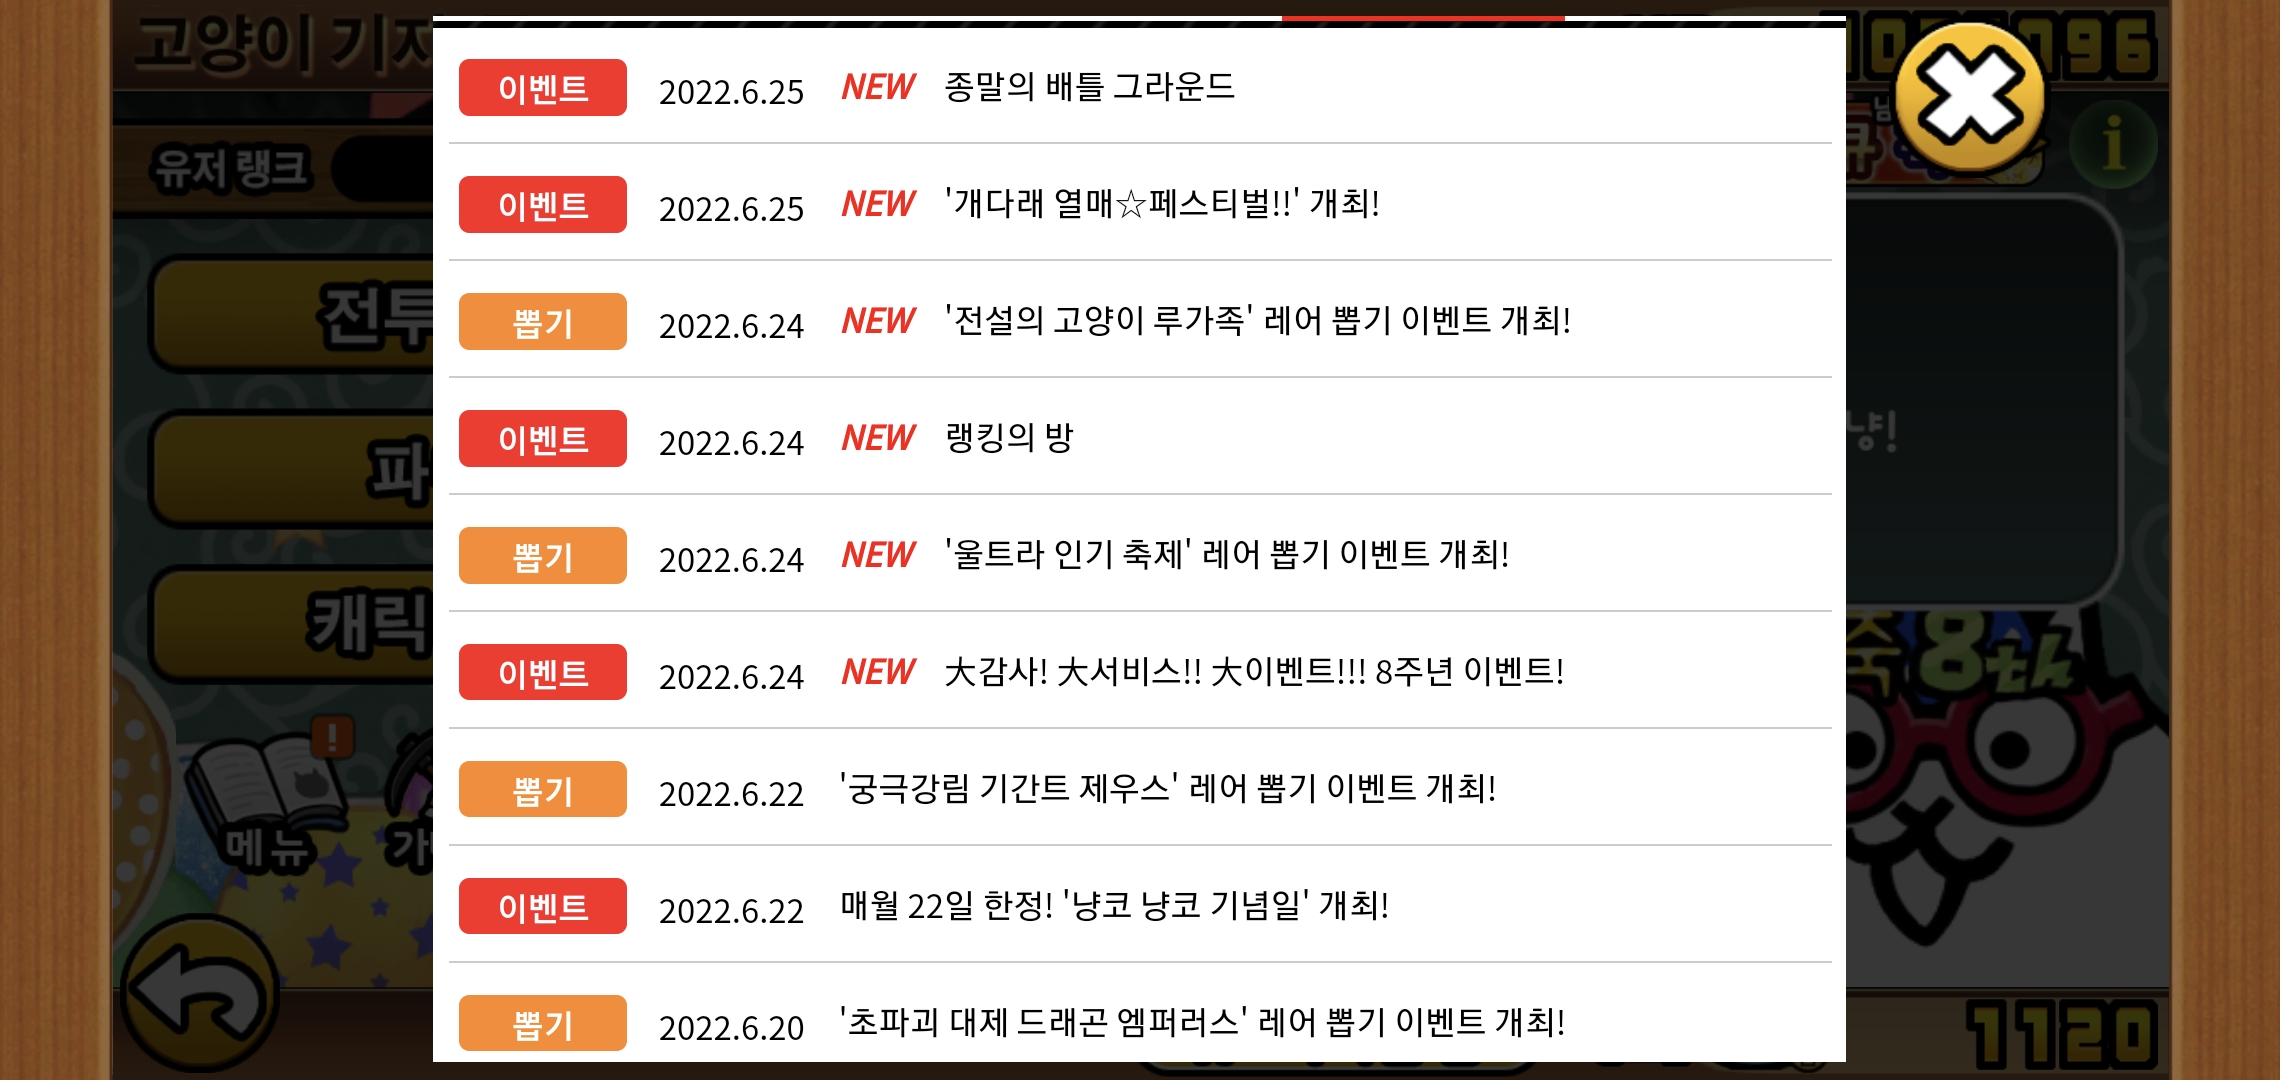 고양이 기지
유저 랭크
이벤트 2022.6.25 NEW 종말의 배틀 그라운드
이벤트 2022.6.25 NEW '개다래 열매☆페스티벌!!' 개최!
뽑기 2022.6.24 NEW '전설의 고양이 루가족' 레어 뽑기 이벤트 개최!
이벤트 2022.6.24 NEW 랭킹의 방
뽑기 2022.6.24 NEW '울트라 인기 축제' 레어 뽑기 이벤트 개최!
이벤트 2022.6.24 NEW 大감사! 大서비스!! 大이벤트!!! 8주년 이벤트!
뽑기 2022.6.22 '궁극강림 기간트 제우스' 레어 뽑기 이벤트 개최!
이벤트 2022.6.22 매월 22일 한정! '냥코 냥코 기념일' 개최!
뽑기 2022.6.20 '초파괴 대제 드래곤 엠퍼러스' 레어 뽑기 이벤트 개최!
전투
파
캐릭
냥!
축 8th
메뉴
1120